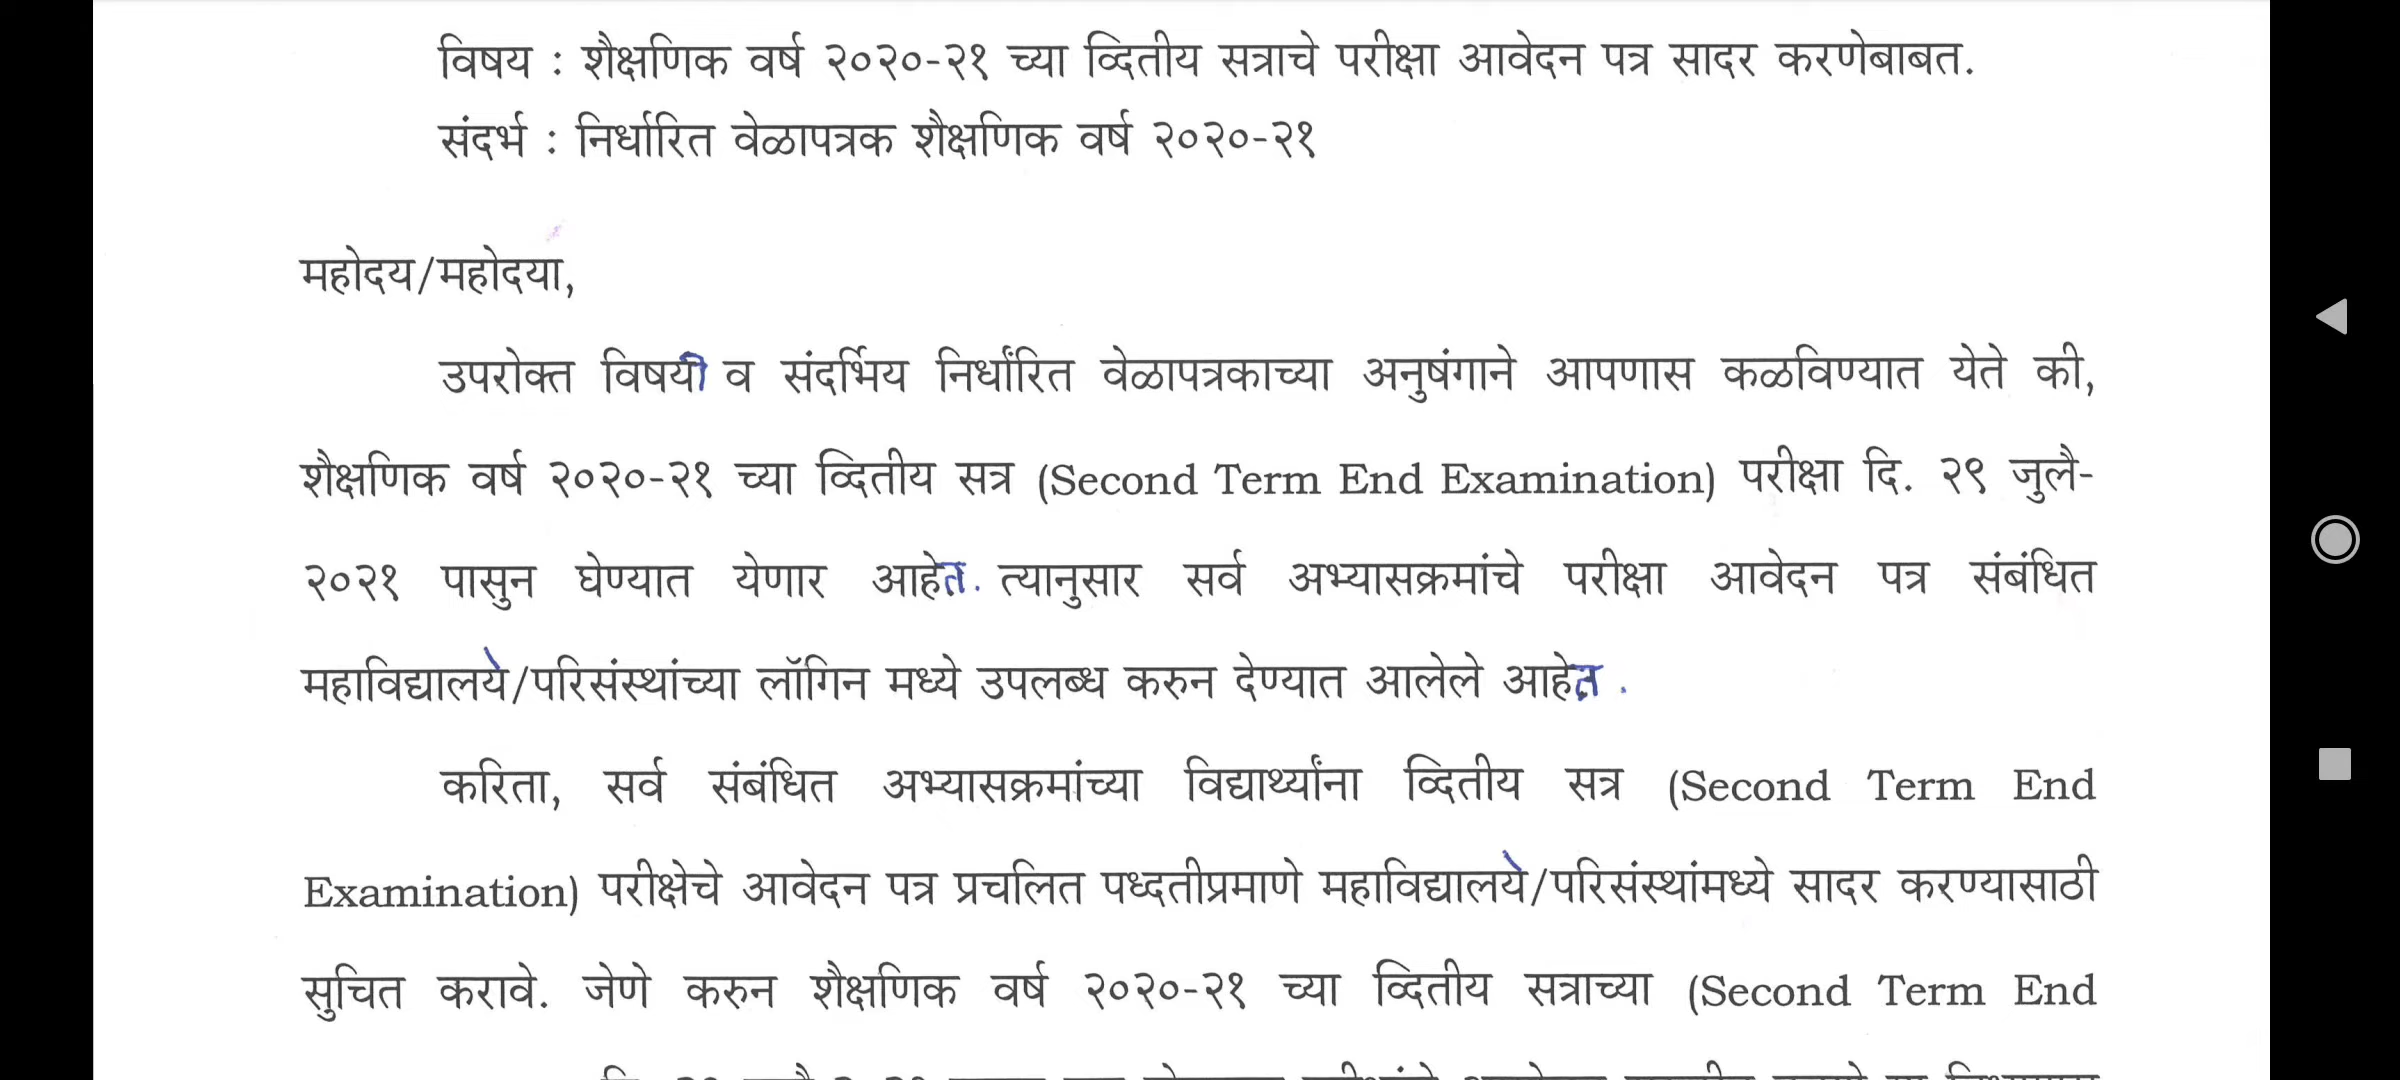 विषय : शैक्षणिक वर्ष २०२०-२१ च्या व्दितीय सत्राचे परीक्षा आवेदन पत्र सादर करणेबाबत.
संदर्भ : निर्धारित वेळापत्रक शैक्षणिक वर्ष २०२०-२१
महोदय/महोदया,
उपरोक्त विषयी व संदर्भिय निर्धांरित वेळापत्रकाच्या अनुषंगाने आपणास कळविण्यात येते की,
शैक्षणिक वर्ष २०२०-२१ च्या व्दितीय सत्र (Second Term End Examination) परीक्षा दि. २९ जुलै-
२०२१ पासुन घेण्यात येणार आहेत. त्यानुसार सर्व अभ्यासक्रमांचे परीक्षा आवेदन पत्र संबंधित
महाविद्यालये/परिसंस्थांच्या लॉगिन मध्ये उपलब्ध करुन देण्यात आलेले आहेत.
करिता, सर्व संबंधित अभ्यासक्रमांच्या विद्यार्थ्यांना व्दितीय सत्र (Second Term End
Examination) परीक्षेचे आवेदन पत्र प्रचलित पध्दतीप्रमाणे महाविद्यालये/परिसंस्थांमध्ये सादर करण्यासाठी
सुचित करावे. जेणे करुन शैक्षणिक वर्ष २०२०-२१ च्या व्दितीय सत्राच्या (Second Term End